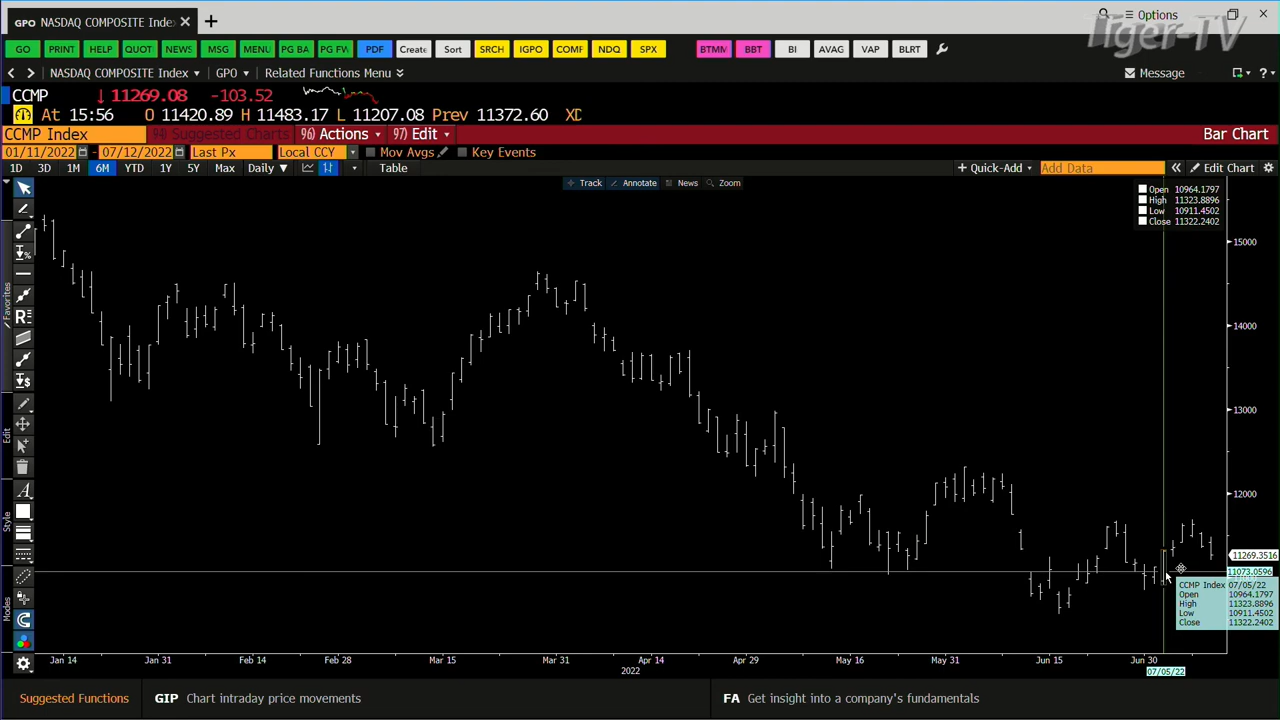 GPO NASDAQ COMPOSITE Inde
Options
Tiger-TV
GO PRINT HELP QUOT NEWS MSG MENU PG BA PG FW PDF Create Sort SRCH IGPO COMF NDQ SPX BTMM BBT BI AVAG VAP BLRT
NASDAQ COMPOSITE Index GPO Related Functions Menu Message
CCMP ↓ 11269.08 -103.52
At 15:56 O 11420.89 H 11483.17 L 11207.08 Prev 11372.60
CCMP Index 94) Suggested Charts 96) Actions 97) Edit Bar Chart
01/11/2022 - 07/12/2022 Last Px Local CCY Mov Avgs Key Events
1D 3D 1M 6M YTD 1Y 5Y Max Daily ▼ Table + Quick-Add Add Data « Edit Chart
Track Annotate News Zoom
Open 10964.1797
High 11323.8896
Low 10911.4502
Close 11322.2402
15000
14000
13000
12000
11269.3516
11073.0596
CCMP Index 07/05/22
Open 10964.1797
High 11323.8896
Low 10911.4502
Close 11322.2402
Favorites
Edit
Style
Modes
Jan 14 Jan 31 Feb 14 Feb 28 Mar 15 Mar 31 Apr 14 Apr 29 May 16 May 31 Jun 15 Jun 30
2022
07/05/22
Suggested Functions GIP Chart intraday price movements FA Get insight into a company's fundamentals